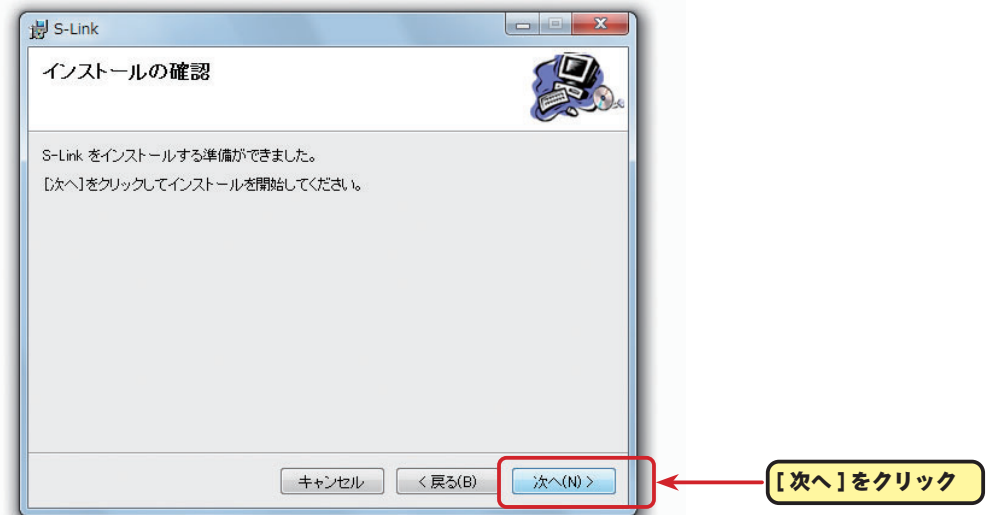 S-Link
インストールの確認
S-Link をインストールする準備ができました。
[次へ]をクリックしてインストールを開始してください。
キャンセル
< 戻る(B)
次へ(N) >
[ 次へ ] をクリック